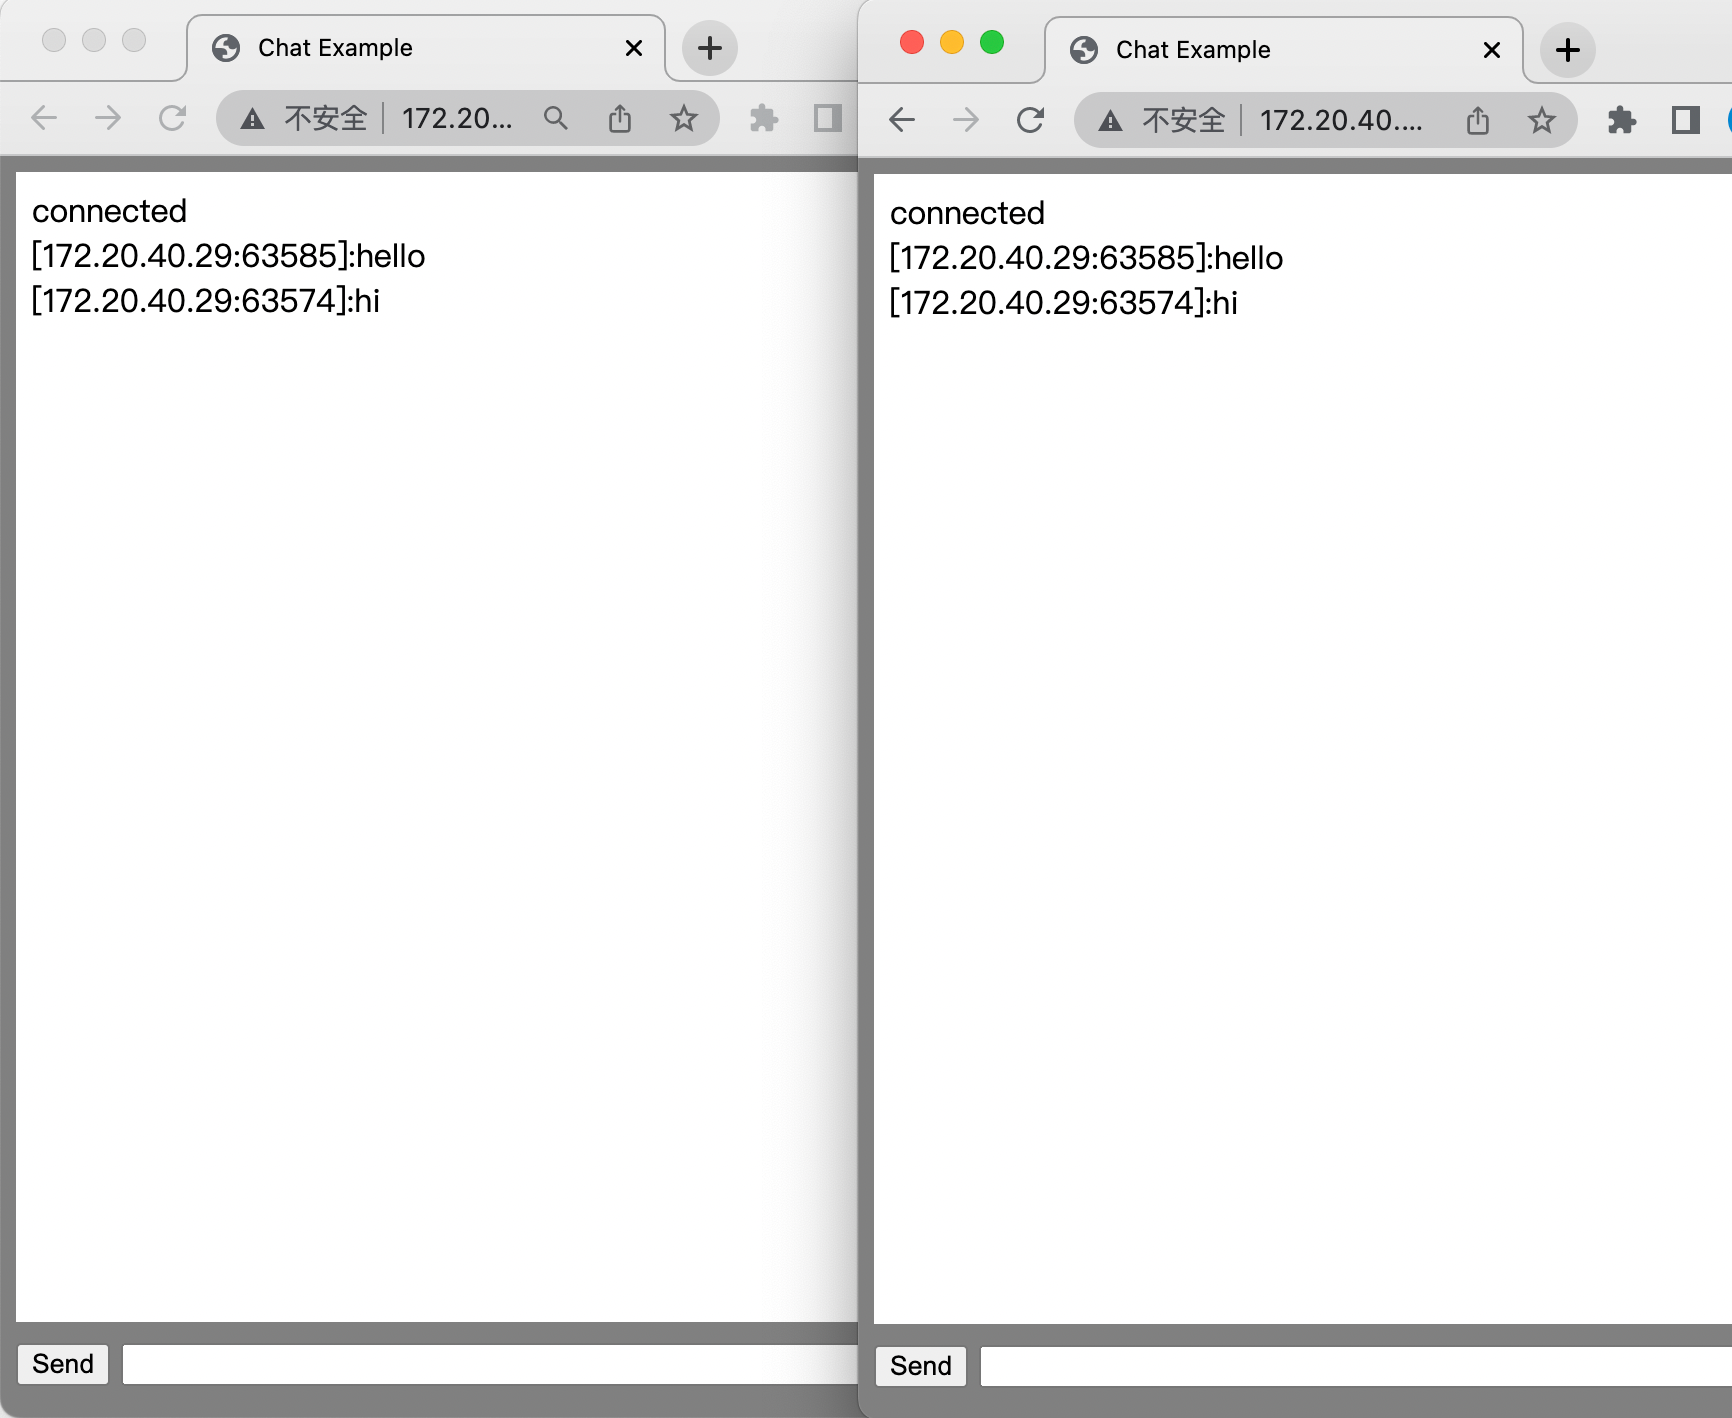 Chat Example
不安全 172.20...
connected
[172.20.40.29:63585]:hello
[172.20.40.29:63574]:hi
Send
Chat Example
不安全 172.20.40....
connected
[172.20.40.29:63585]:hello
[172.20.40.29:63574]:hi
Send